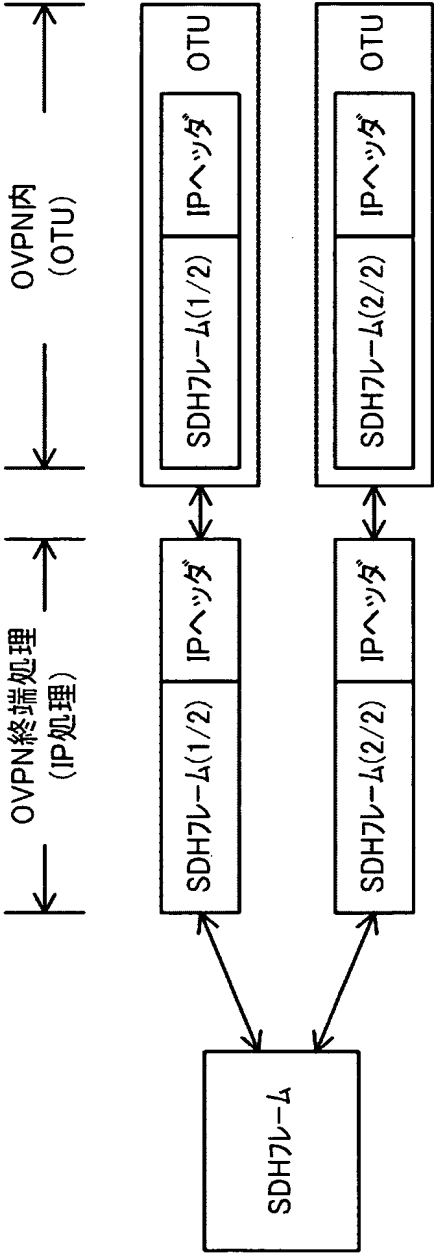 OVPN終端処理
(IP処理)
OVPN内
(OTU)
SDHフレーム
SDHフレーム(1/2)
IPヘッダ
SDHフレーム(1/2)
IPヘッダ
OTU
SDHフレーム(2/2)
IPヘッダ
SDHフレーム(2/2)
IPヘッダ
OTU